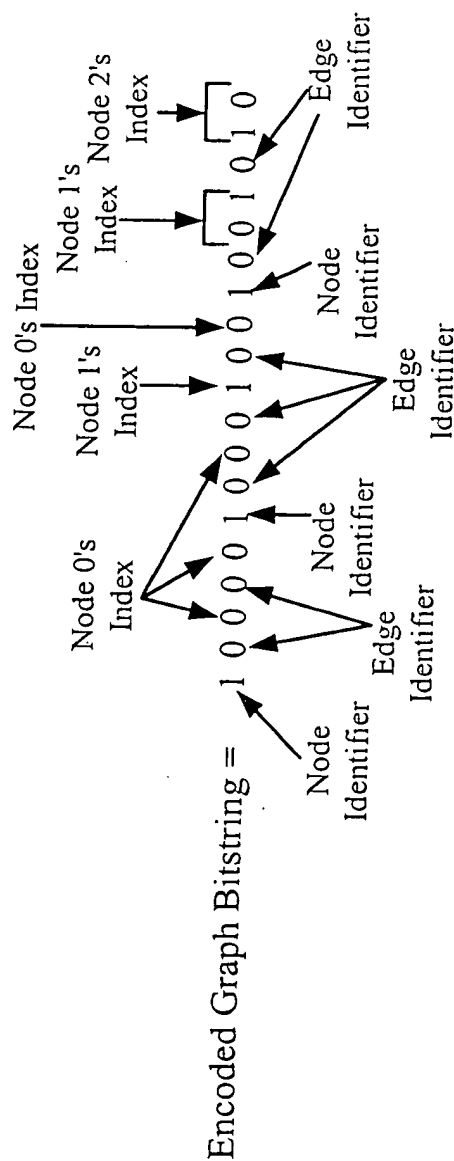 Node 0's
Index
Node 1's
Index
Node 0's Index
Node 1's
Index
Node 2's
Index
Encoded Graph Bitstring = 1 0 0 0 0 1 0 0 0 1 0 0 1 0 0 1 0 1 0
Node
Identifier
Edge
Identifier
Node
Identifier
Edge
Identifier
Node
Identifier
Edge
Identifier